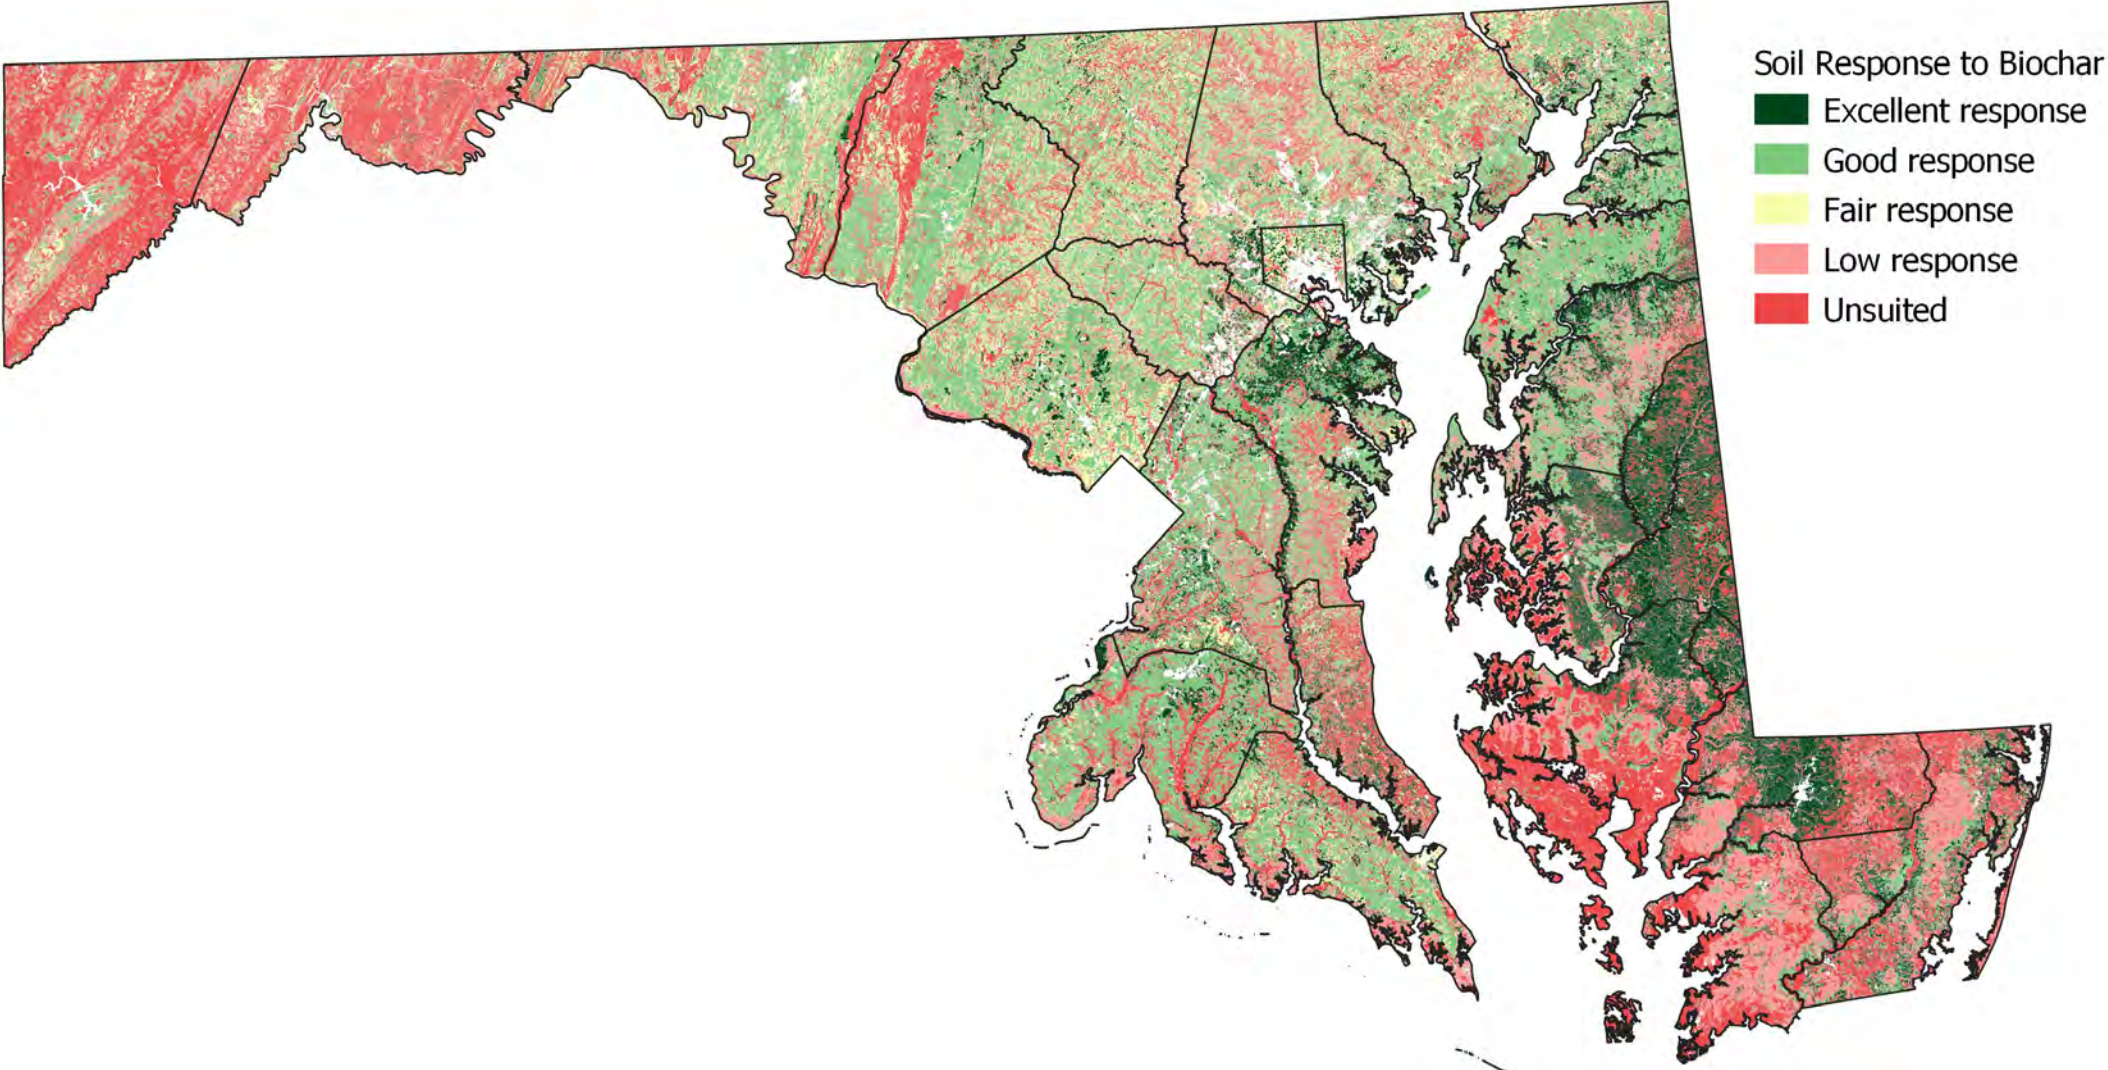 Soil Response to Biochar
Excellent response
Good response
Fair response
Low response
Unsuited